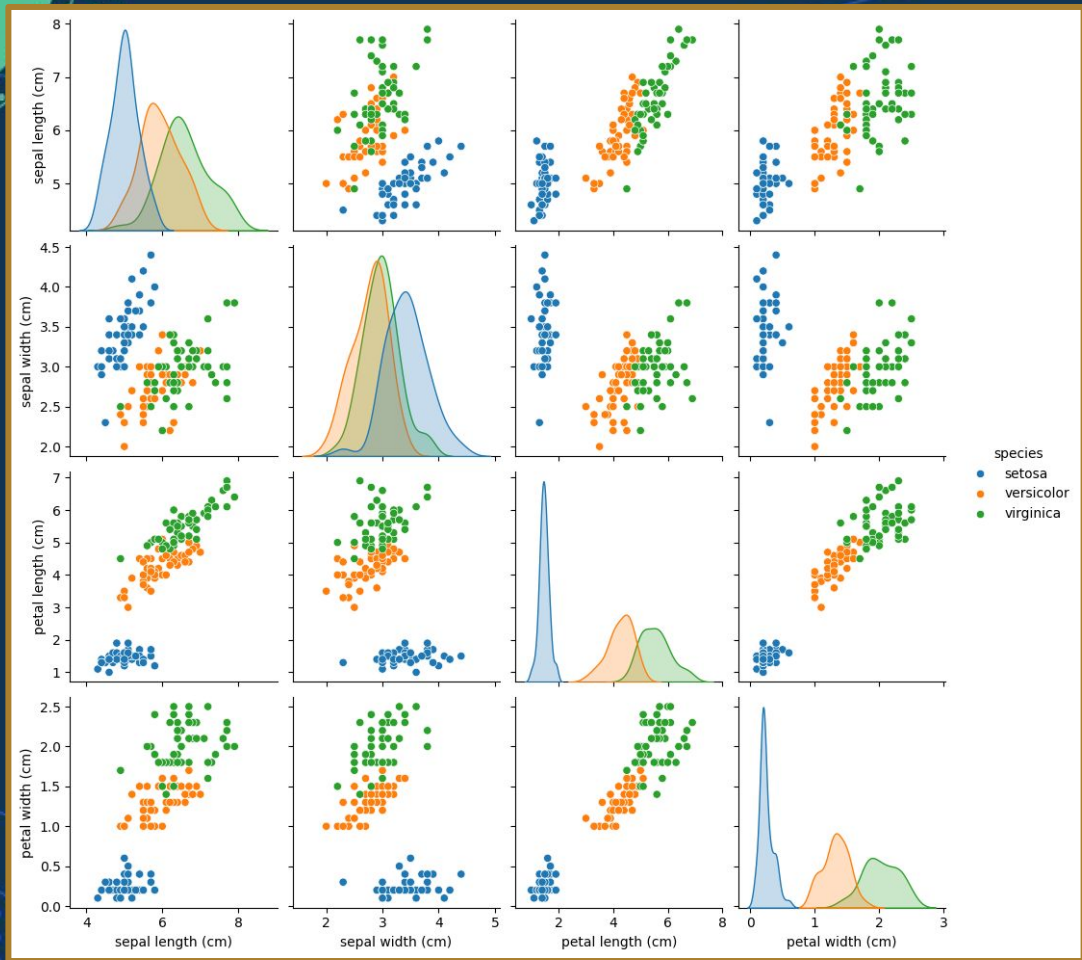 8
7
6
5
sepal length (cm)
4 6 8
4.5
4.0
3.5
3.0
2.5
2.0
sepal width (cm)
species
setosa
versicolor
virginica
7
6
5
4
3
2
1
petal length (cm)
2.5
2.0
1.5
1.0
0.5
0.0
petal width (cm)
4 6 8 2 3 4 5 2 4 6 8 0 1 2 3
sepal length (cm) sepal width (cm) petal length (cm) petal width (cm)